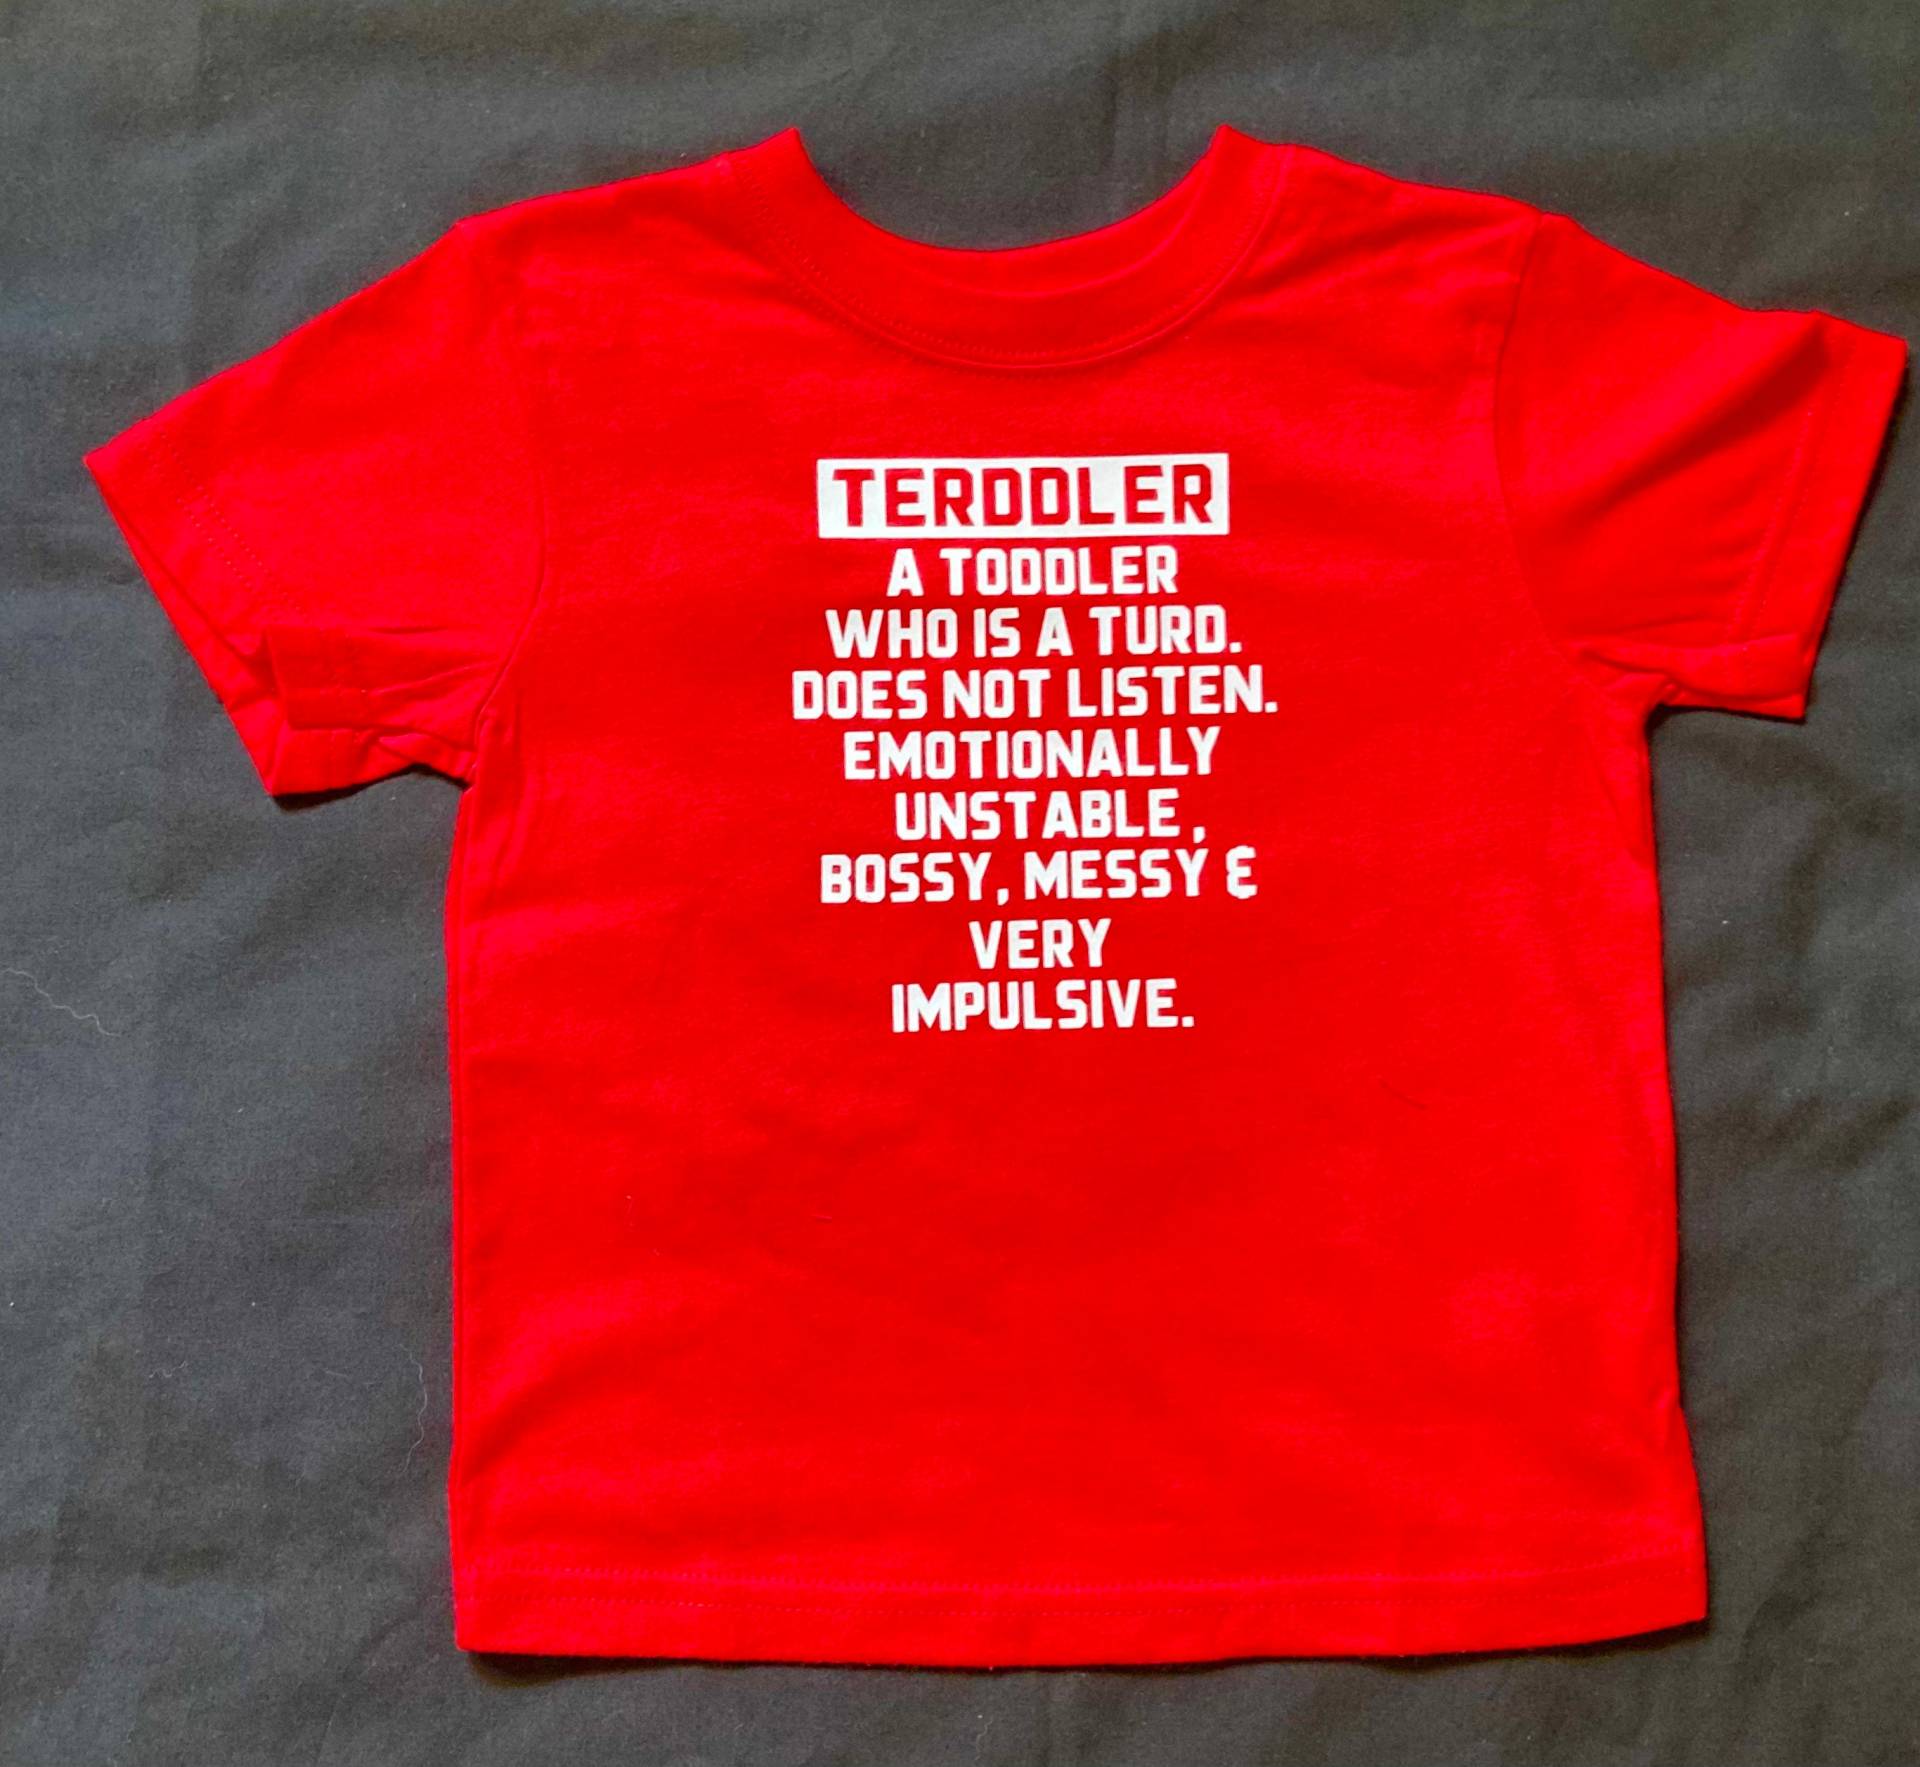 TERDDLER
A TODDLER
WHO IS A TURD.
DOES NOT LISTEN.
EMOTIONALLY
UNSTABLE,
BOSSY, MESSY &
VERY
IMPULSIVE.